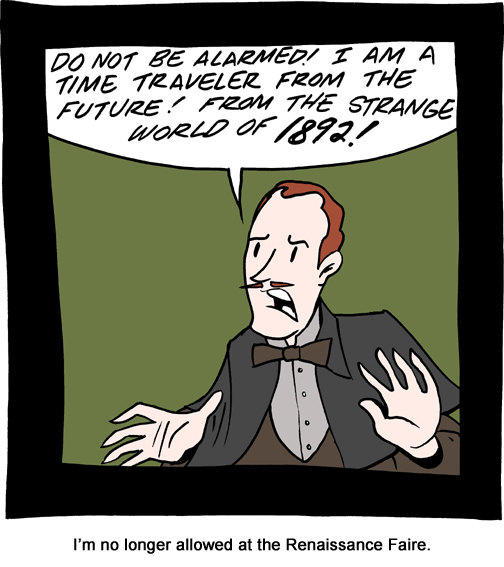 DO NOT BE ALARMED! I AM A
TIME TRAVELER FROM THE
FUTURE! FROM THE STRANGE
WORLD OF 1892!
I'm no longer allowed at the Renaissance Faire.